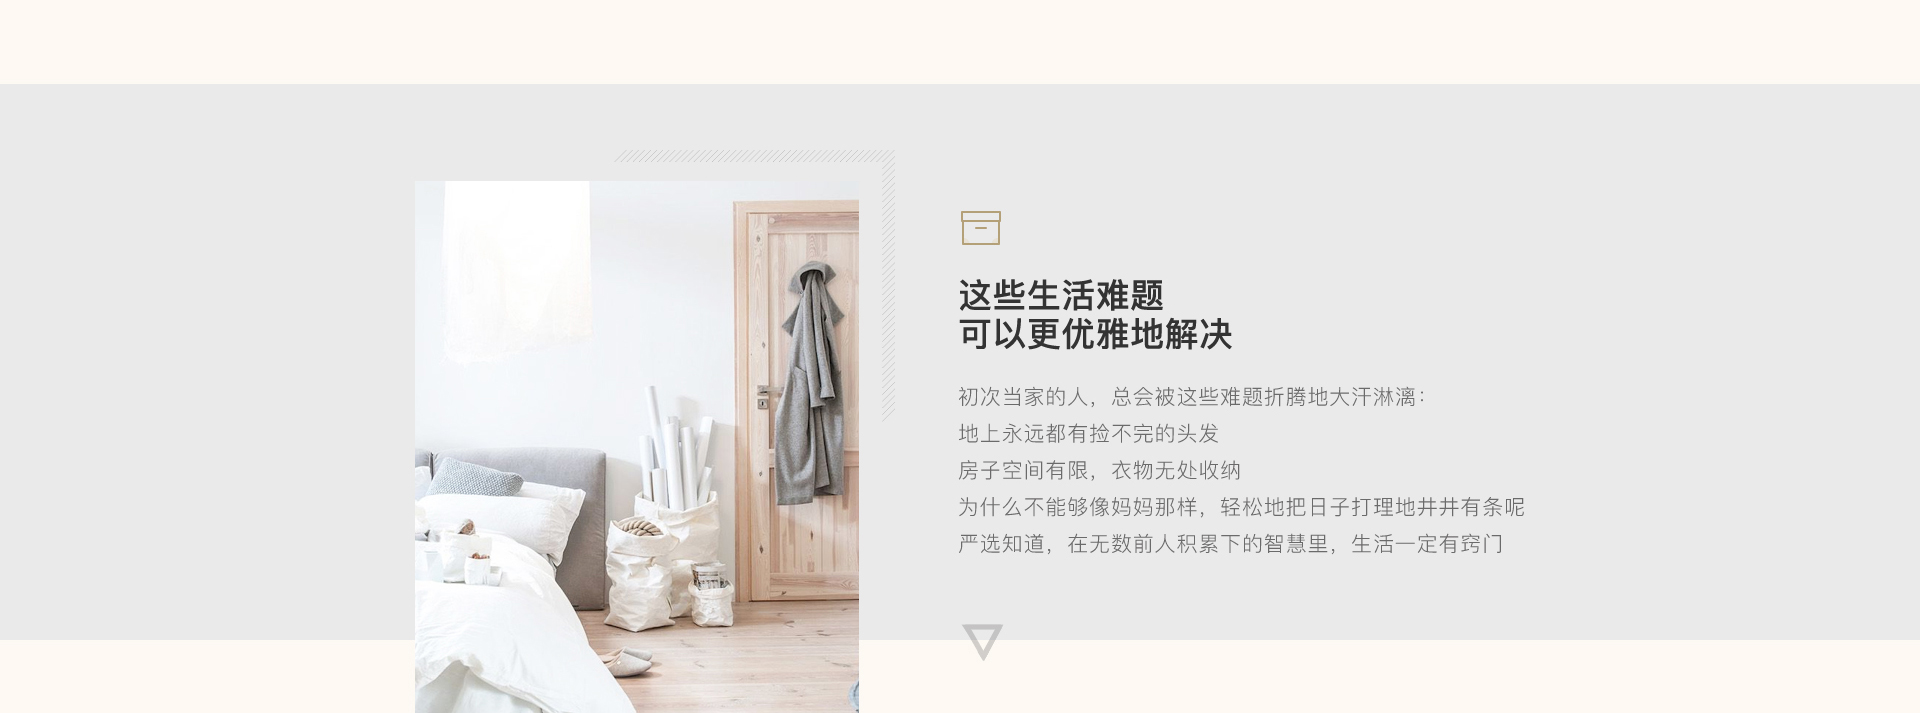 这些生活难题
可以更优雅地解决
初次当家的人，总会被这些难题折腾地大汗淋漓：
地上永远都有捡不完的头发
房子空间有限，衣物无处收纳
为什么不能够像妈妈那样，轻松地把日子打理地井井有条呢
严选知道，在无数前人积累下的智慧里，生活一定有窍门